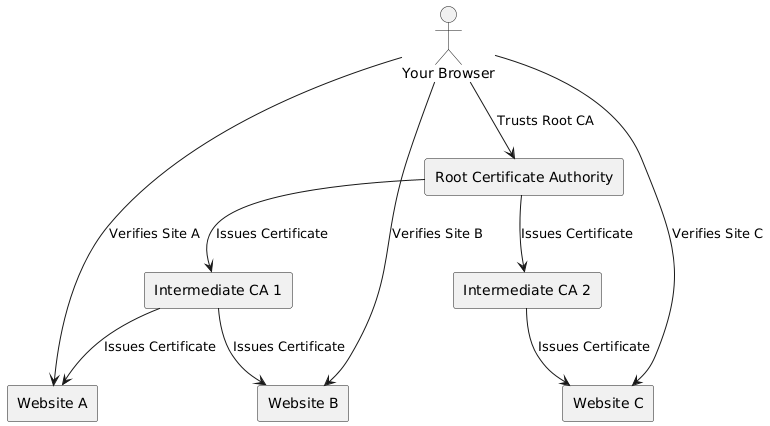 Your Browser
Trusts Root CA
Root Certificate Authority
Verifies Site A
Issues Certificate
Verifies Site B
Issues Certificate
Verifies Site C
Intermediate CA 1
Intermediate CA 2
Issues Certificate
Issues Certificate
Issues Certificate
Website A
Website B
Website C